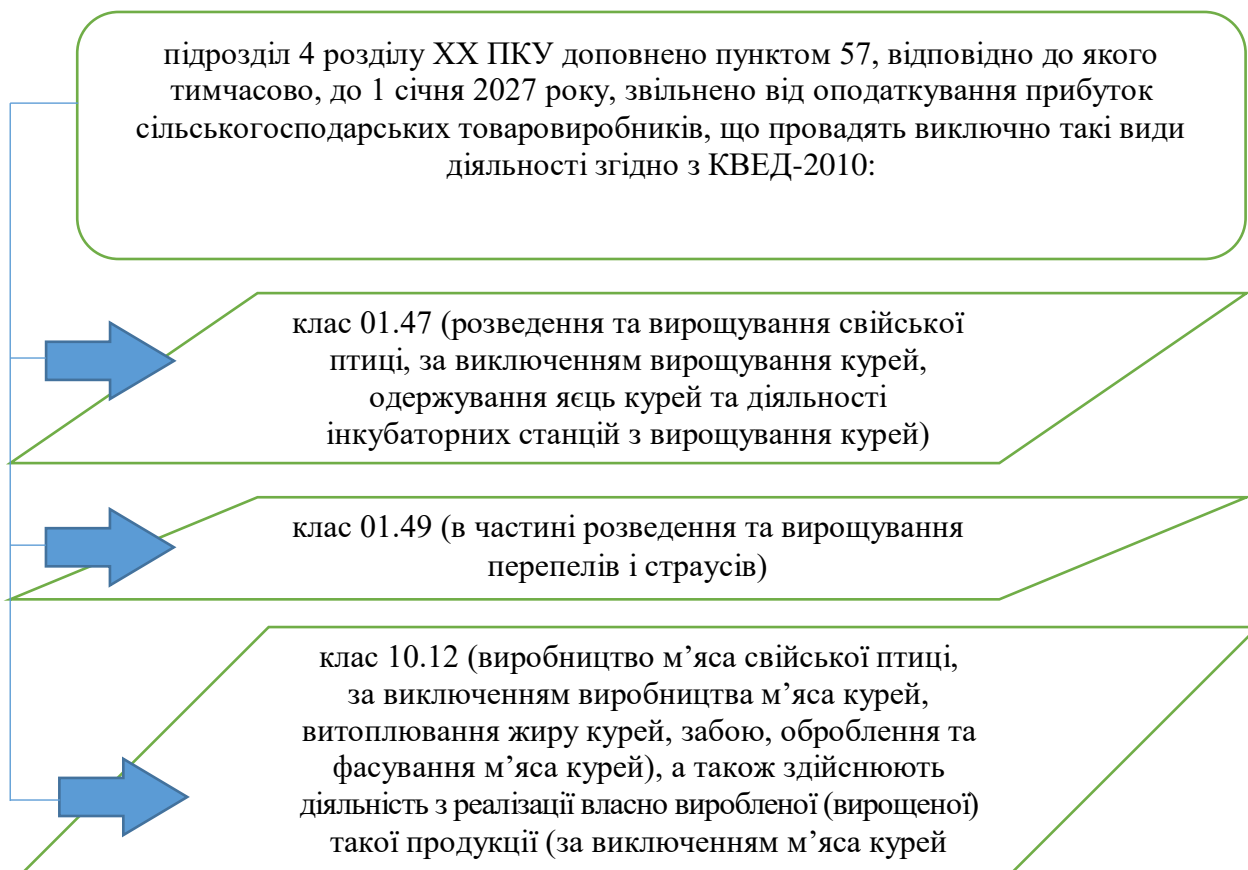 підрозділ 4 розділу ХХ ПКУ доповнено пунктом 57, відповідно до якого
тимчасово, до 1 січня 2027 року, звільнено від оподаткування прибуток
сільськогосподарських товаровиробників, що провадять виключно такі види
діяльності згідно з КВЕД-2010:
клас 01.47 (розведення та вирощування свійської
птиці, за виключенням вирощування курей,
одержування яєць курей та діяльності
інкубаторних станцій з вирощування курей)
клас 01.49 (в частині розведення та вирощування
перепелів і страусів)
клас 10.12 (виробництво м’яса свійської птиці,
за виключенням виробництва м’яса курей,
витоплювання жиру курей, забою, оброблення та
фасування м’яса курей), а також здійснюють
діяльність з реалізації власно виробленої (вирощеної)
такої продукції (за виключенням м’яса курей